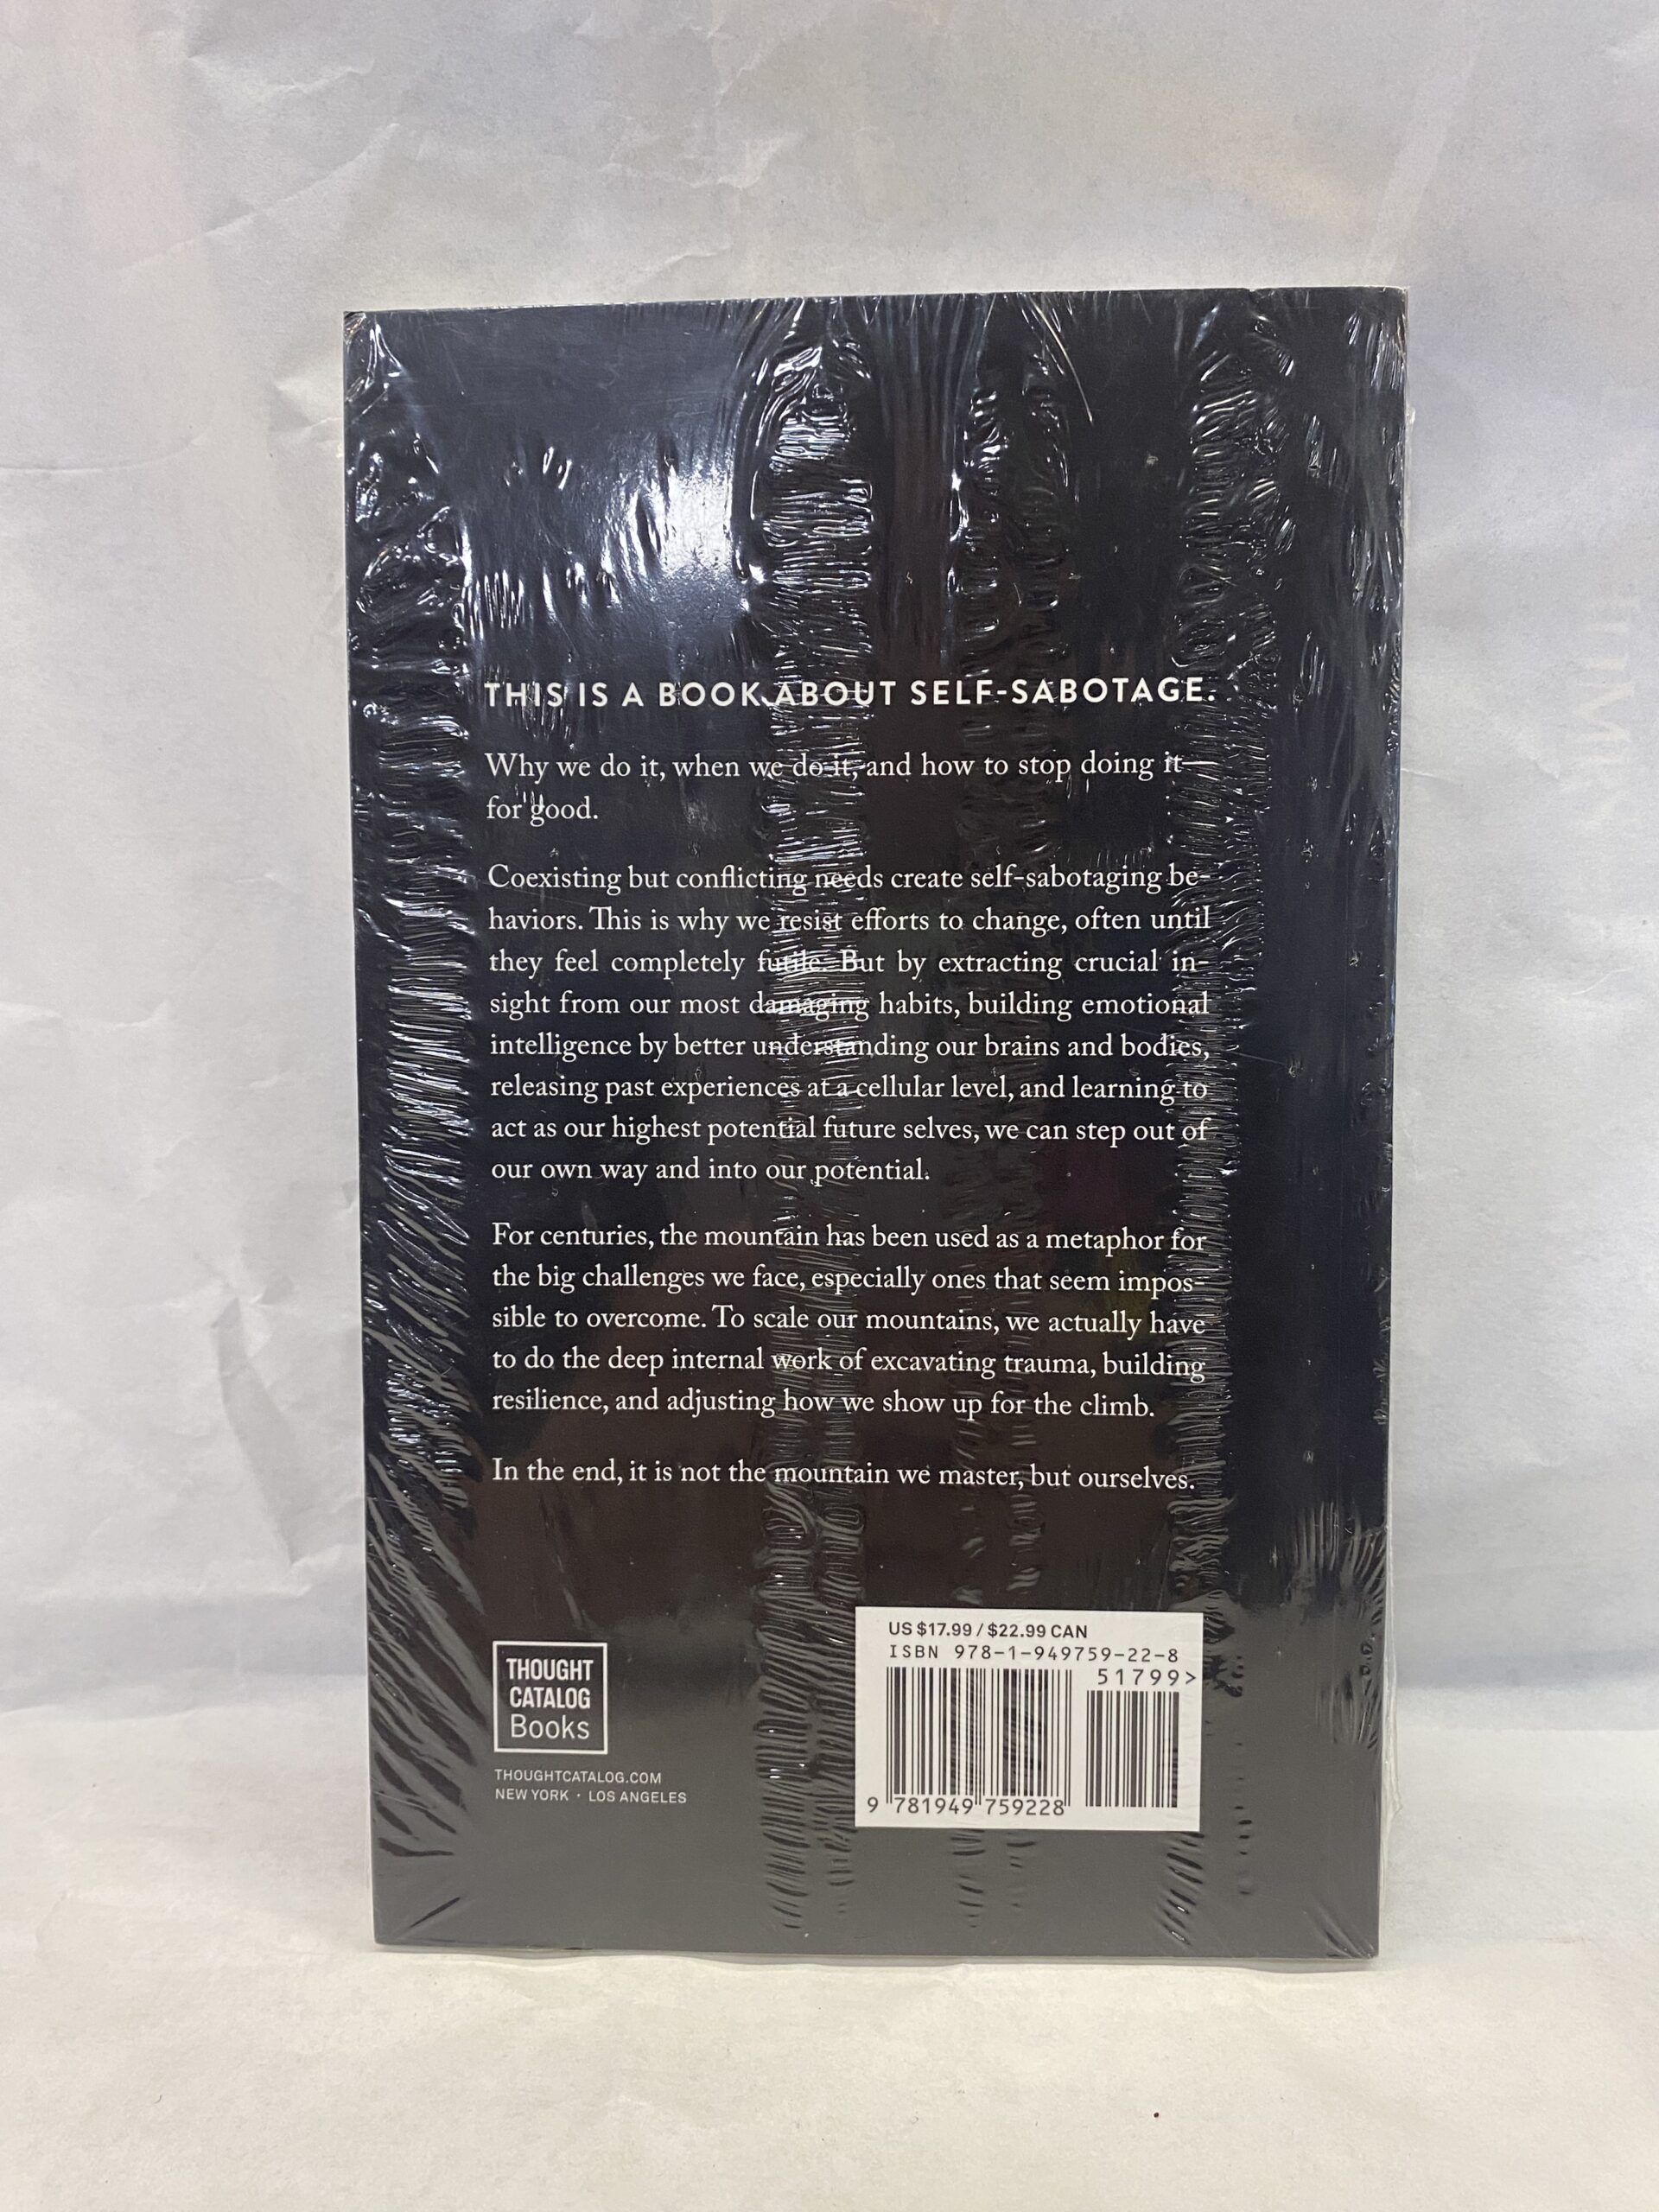 THIS IS A BOOK ABOUT SELF-SABOTAGE.
Why we do it, when we do it, and how to stop doing it—
for good.
Coexisting but conflicting needs create self-sabotaging be-
haviors. This is why we resist efforts to change, often until
they feel completely futile. But by extracting crucial in-
sight from our most damaging habits, building emotional
intelligence by better understanding our brains and bodies,
releasing past experiences at a cellular level, and learning to
act as our highest potential future selves, we can step out of
our own way and into our potential.
For centuries, the mountain has been used as a metaphor for
the big challenges we face, especially ones that seem impos-
sible to overcome. To scale our mountains, we actually have
to do the deep internal work of excavating trauma, building
resilience, and adjusting how we show up for the climb.
In the end, it is not the mountain we master, but ourselves.
THOUGHT
CATALOG
Books
THOUGHTCATALOG.COM
NEW YORK · LOS ANGELES
US $17.99 / $22.99 CAN
ISBN 978-1-949759-22-8
51799>
9 781949 759228